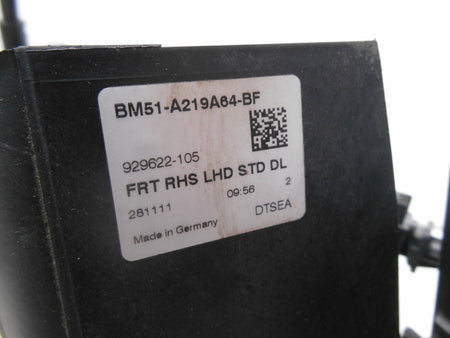 BM51-A219A64-BF
929622-105
FRT RHS LHD STD DL
281111 09:56 2
DTSEA
Made in Germany